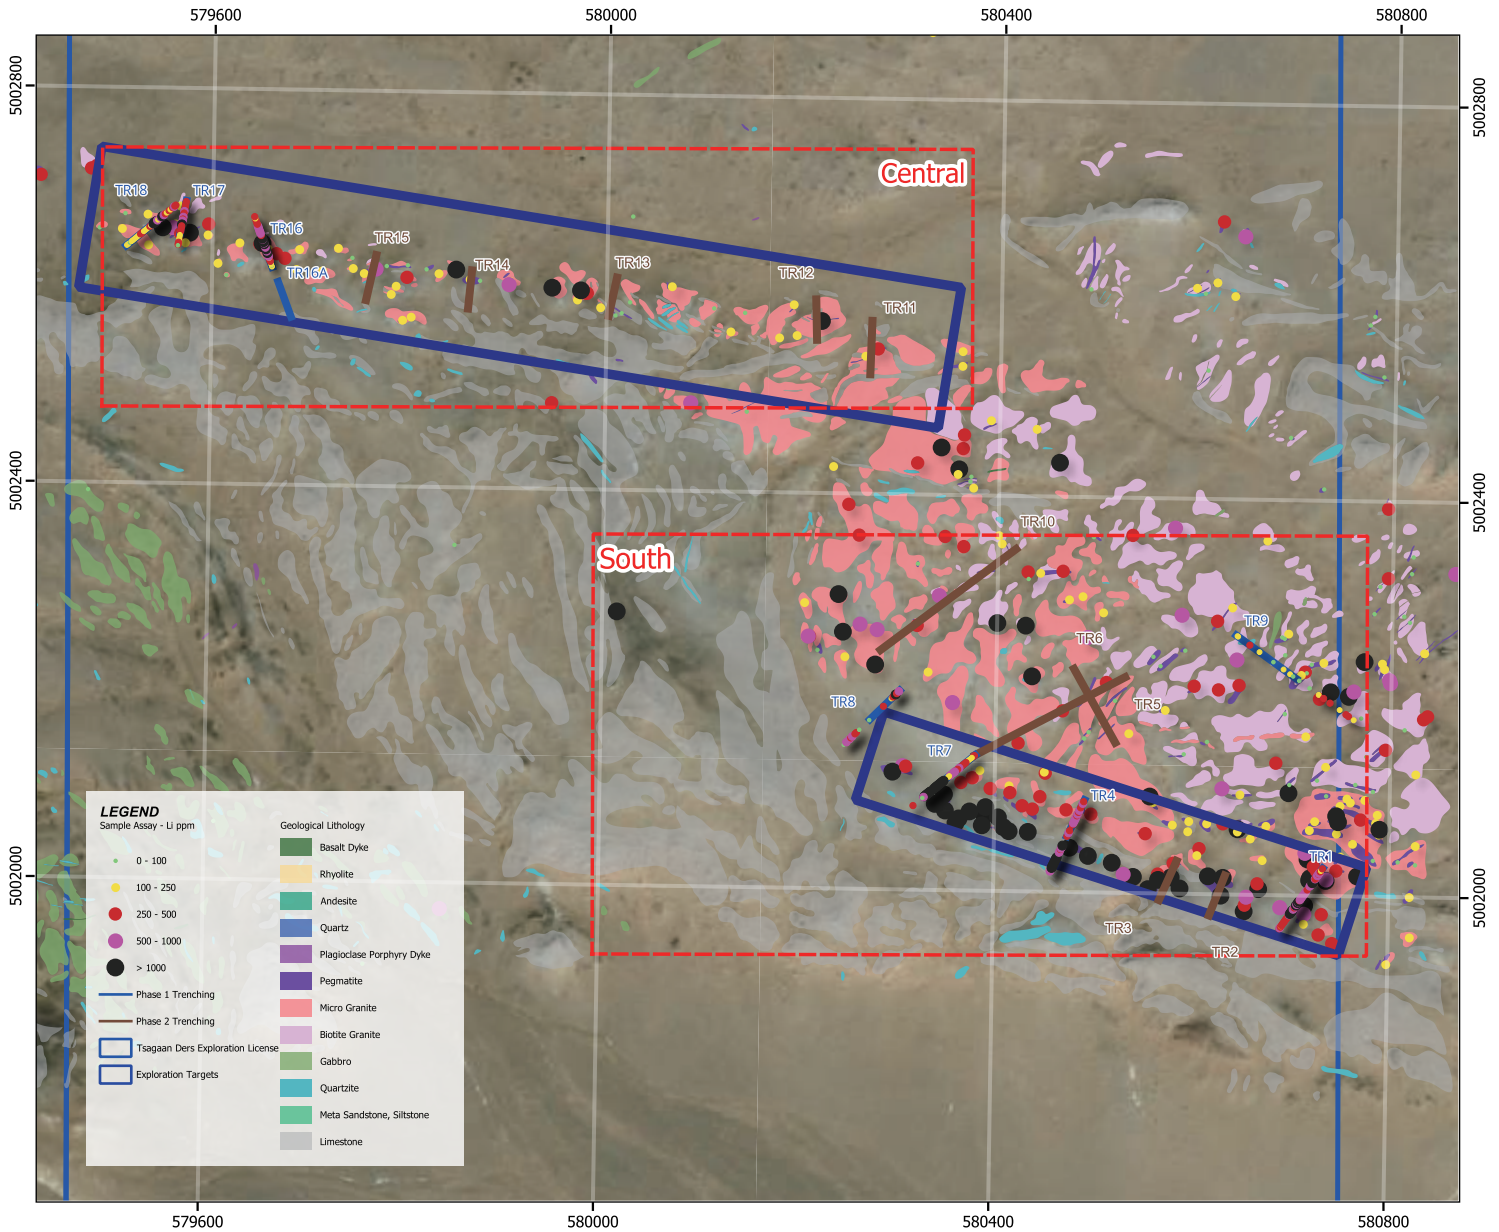 579600
580000
580400
580800
5002800
5002800
Central
TR18
TR17
TR16
TR15
TR16A
TR14
TR13
TR12
TR11
5002400
5002400
South
TR10
TR9
TR6
TR8
TR5
TR7
TR4
TR1
TR3
TR2
5002000
5002000
LEGEND
Sample Assay - Li ppm
0 - 100
100 - 250
250 - 500
500 - 1000
> 1000
Phase 1 Trenching
Phase 2 Trenching
Tsagaan Ders Exploration License
Exploration Targets
Geological Lithology
Basalt Dyke
Rhyolite
Andesite
Quartz
Plagioclase Porphyry Dyke
Pegmatite
Micro Granite
Biotite Granite
Gabbro
Quartzite
Meta Sandstone, Siltstone
Limestone
579600
580000
580400
580800